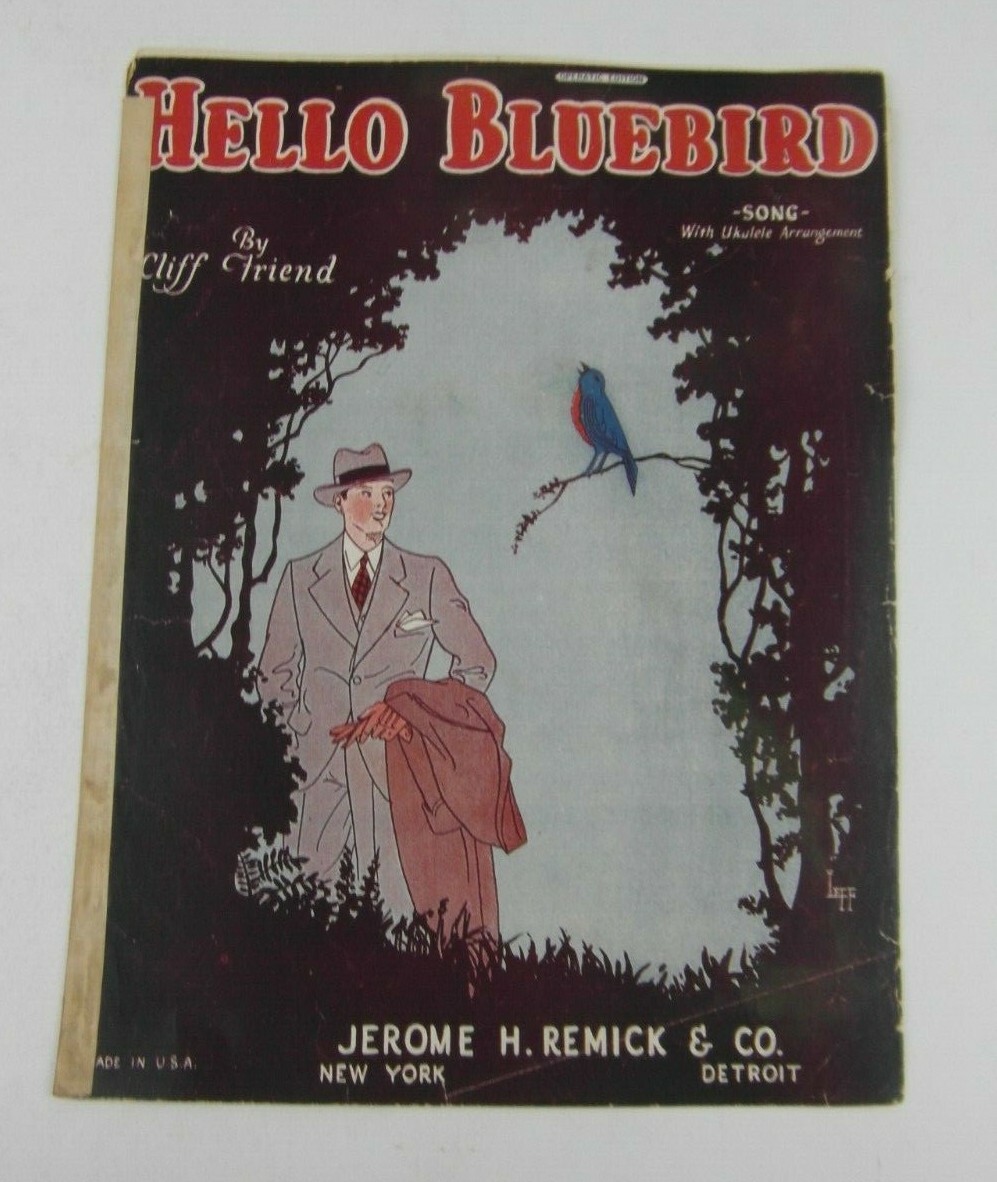 OPERATIC EDITION
HELLO BLUEBIRD
-SONG-
With Ukulele Arrangement
By
Cliff Friend
LEFF
JEROME H. REMICK & CO.
NEW YORK DETROIT
ADE IN U.S.A.